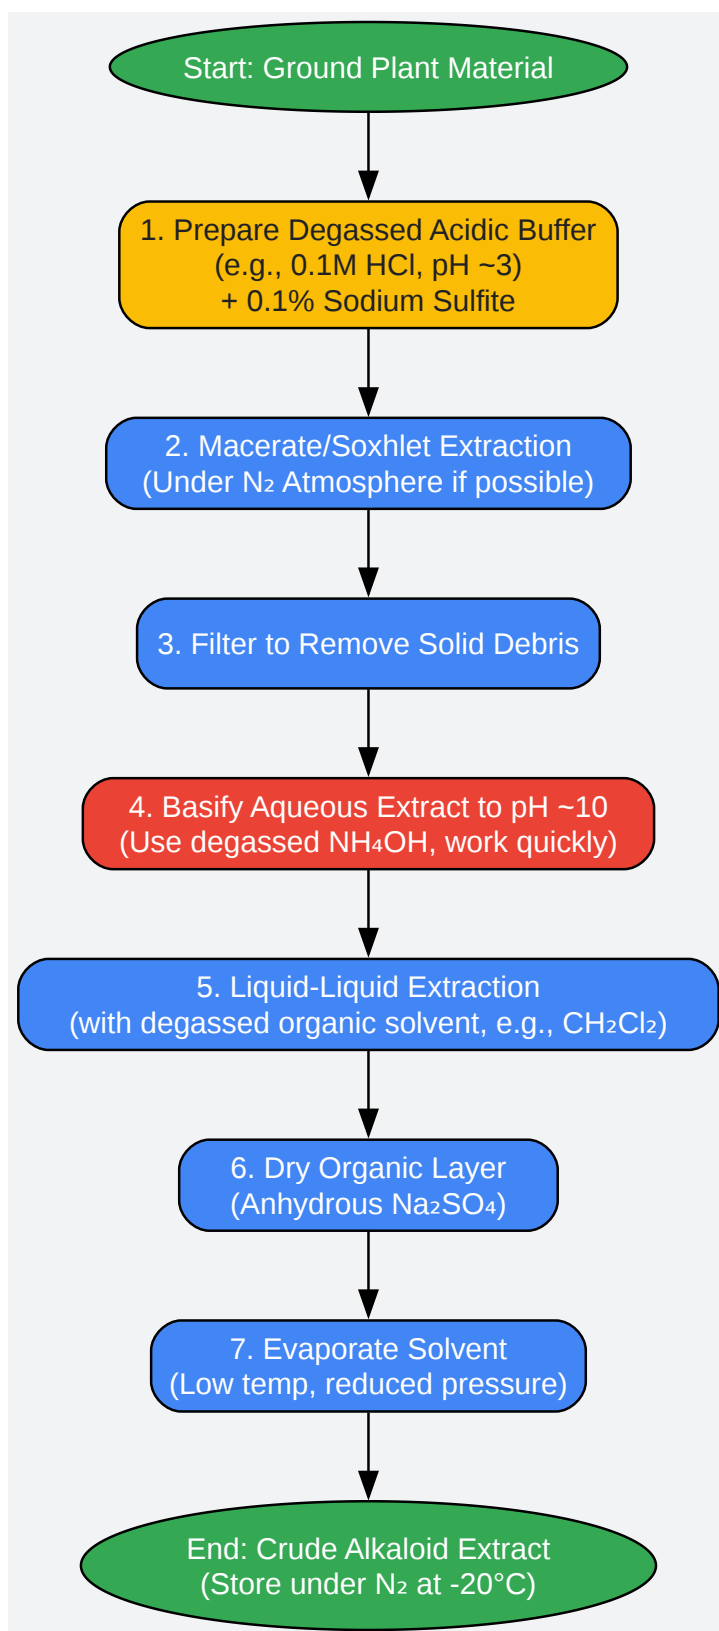 Start: Ground Plant Material
1. Prepare Degassed Acidic Buffer
(e.g., 0.1M HCl, pH ~3)
+ 0.1% Sodium Sulfite
2. Macerate/Soxhlet Extraction
(Under N₂ Atmosphere if possible)
3. Filter to Remove Solid Debris
4. Basify Aqueous Extract to pH ~10
(Use degassed NH₄OH, work quickly)
5. Liquid-Liquid Extraction
(with degassed organic solvent, e.g., CH₂Cl₂)
6. Dry Organic Layer
(Anhydrous Na₂SO₄)
7. Evaporate Solvent
(Low temp, reduced pressure)
End: Crude Alkaloid Extract
(Store under N₂ at -20°C)